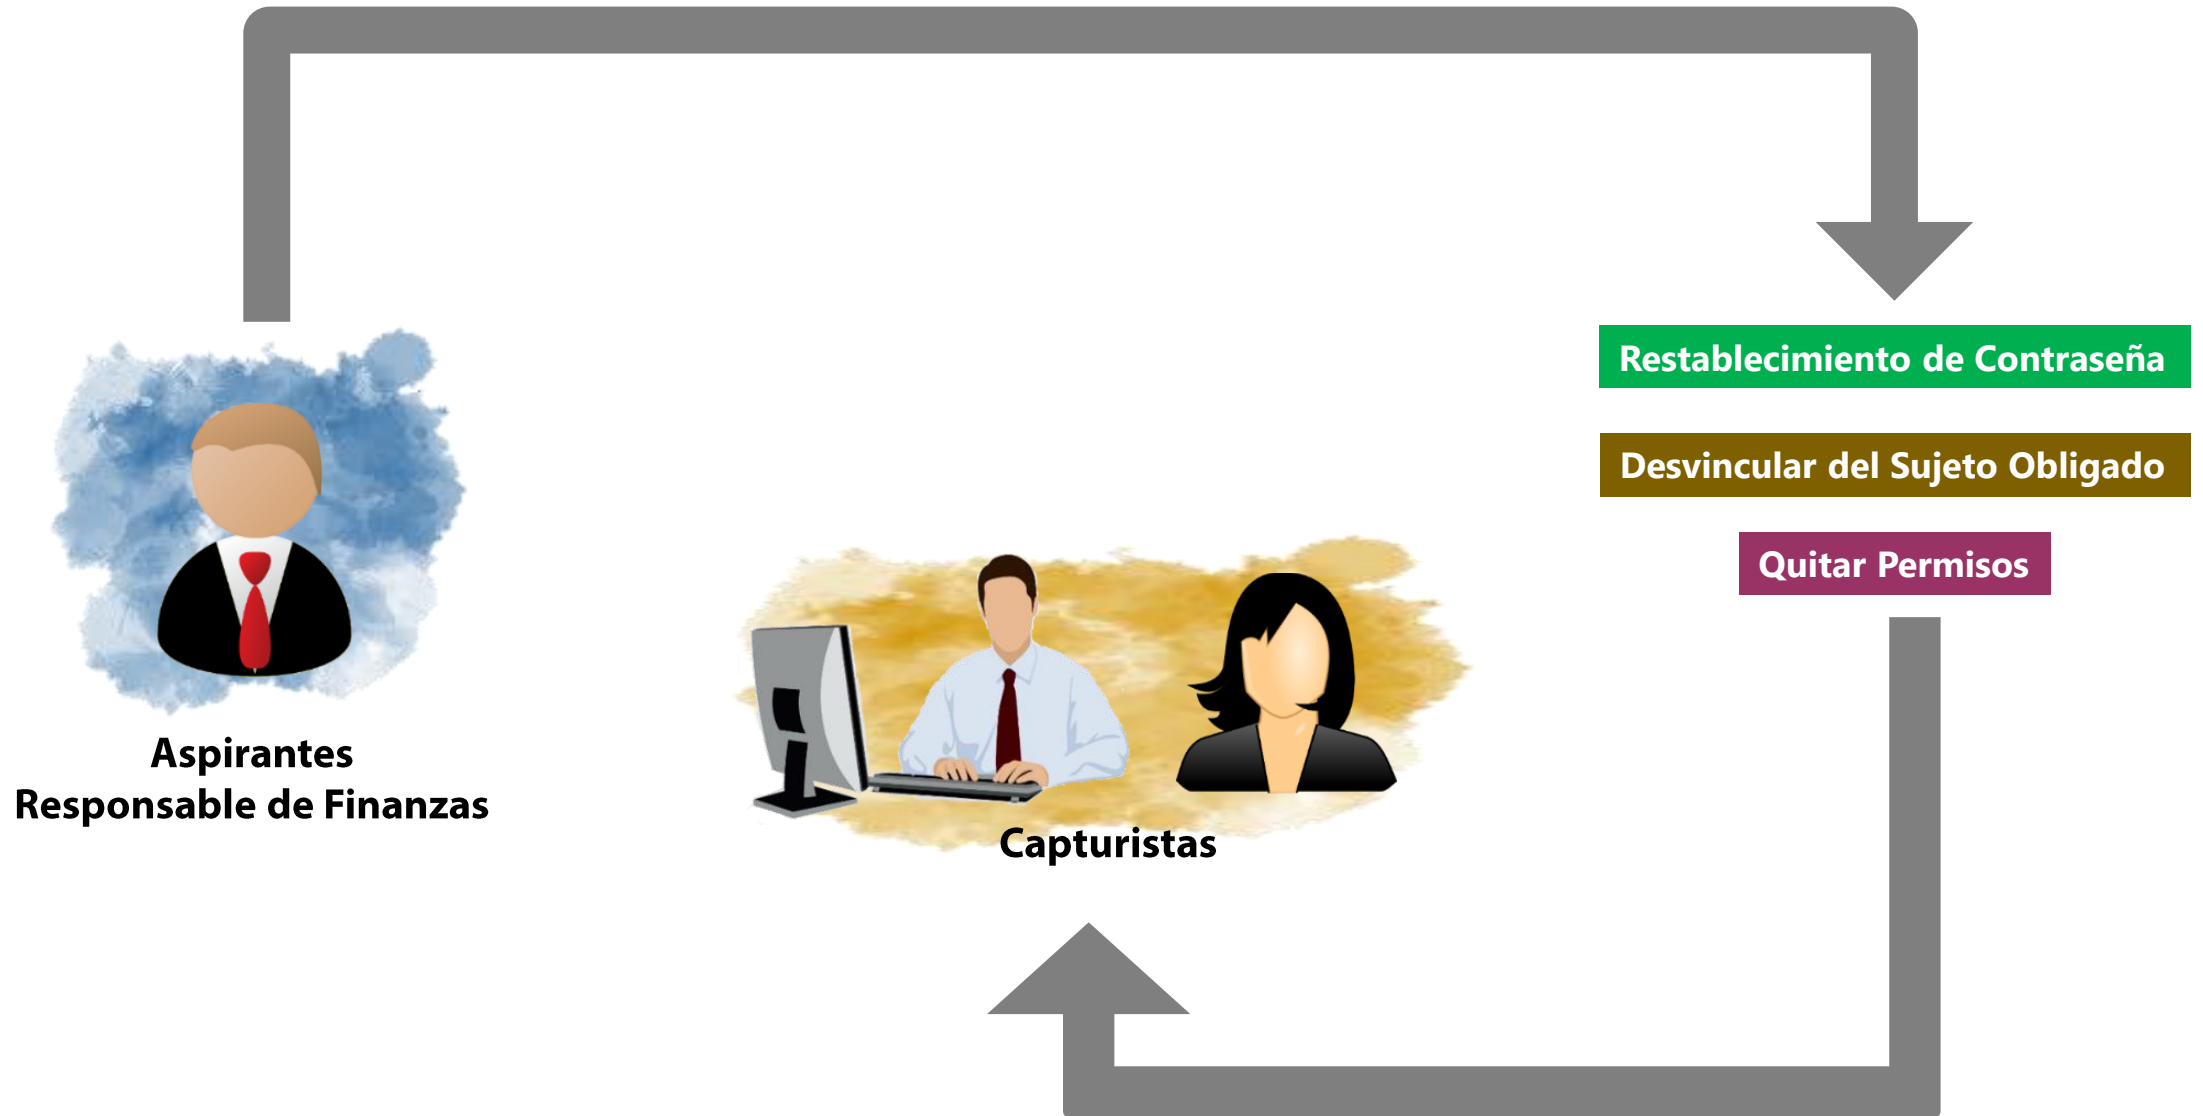 Restablecimiento de Contraseña
Desvincular del Sujeto Obligado
Quitar Permisos
Aspirantes
Responsable de Finanzas
Capturistas